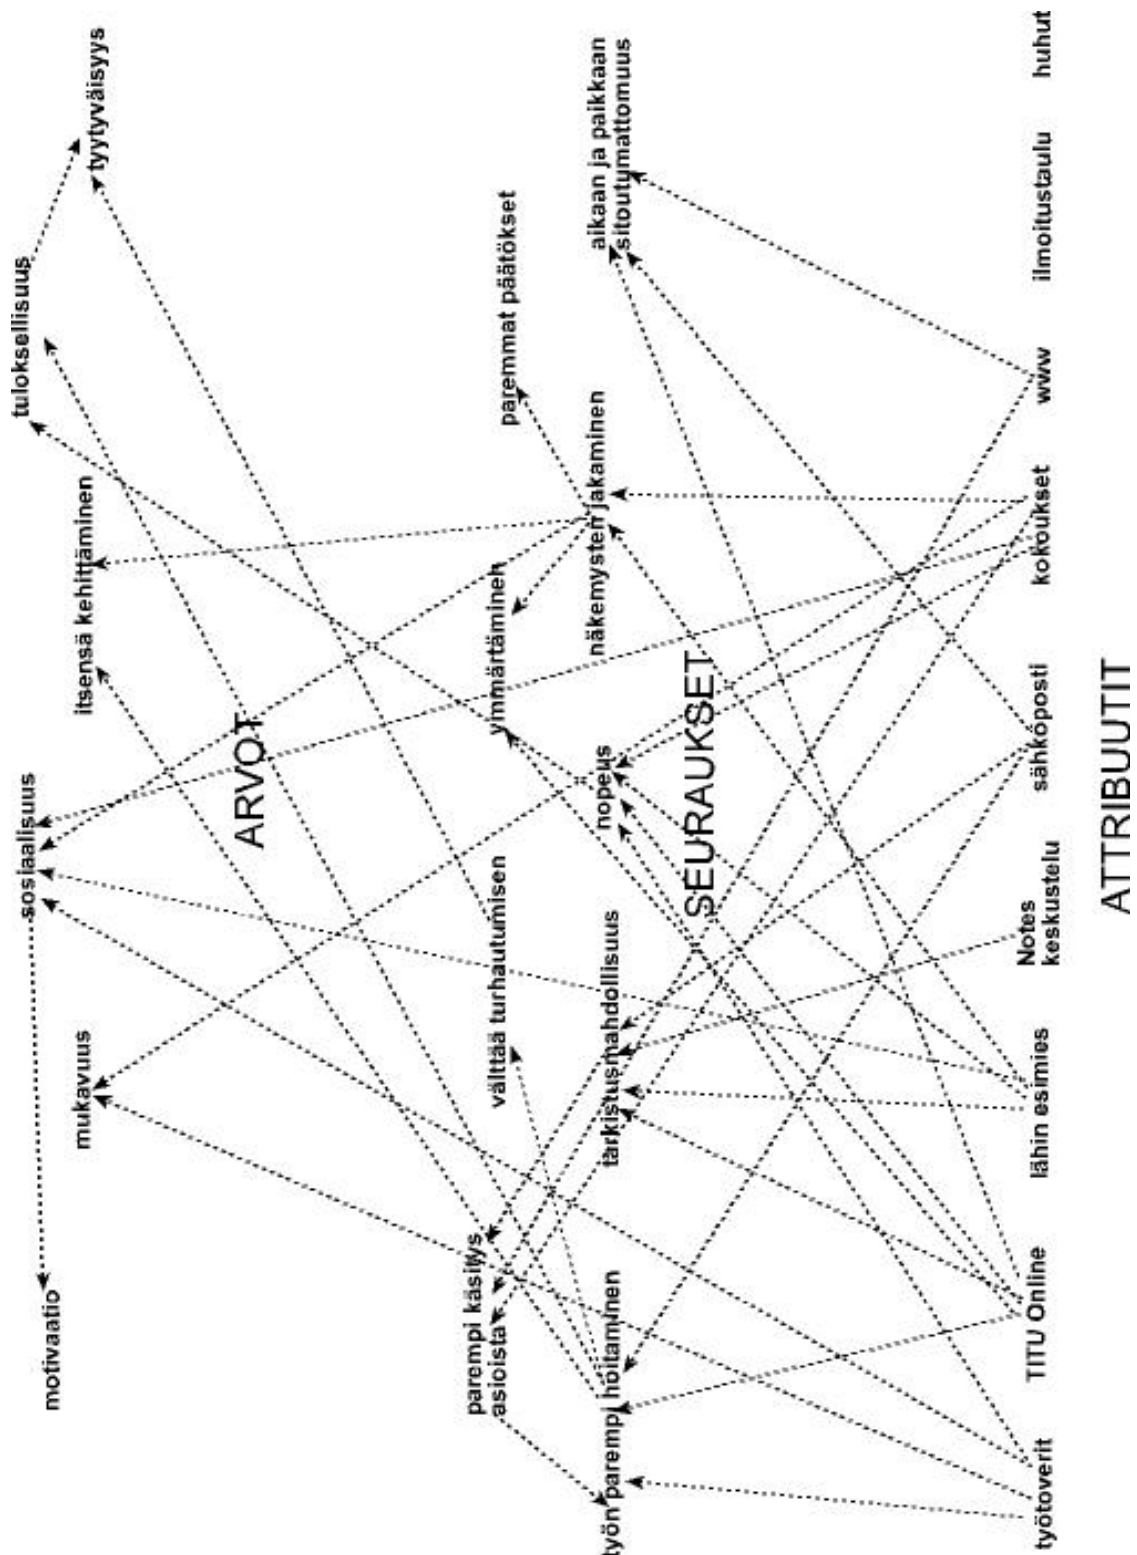 sosiaalisuus
tuloksellisuus
motivaatio
mukavuus
itsensä kehittäminen
tyytyväisyys
ARVOT
parempi käsitys
asioista
välttää turhautumisen
ymmärtäminen
paremmat päätökset
työn parempi hoitaminen
tarkistusmahdollisuus
nopeus
näkemysten jakaminen
aikaan ja paikkaan
sitoutumattomuus
SEURAUKSET
työtoverit
TITU Online
lähin esimies
Notes
keskustelu
sähköposti
kokoukset
www
ilmoitustaulu
huhut
ATTRIBUUTIT